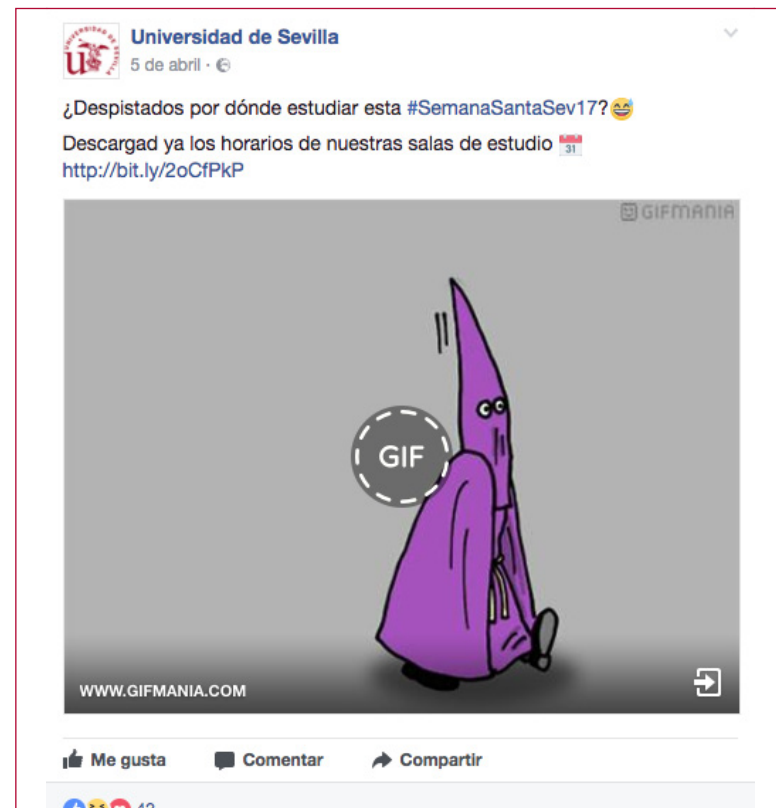 Universidad de Sevilla
5 de abril ·
¿Despistados por dónde estudiar esta #SemanaSantaSev17?😅
Descargad ya los horarios de nuestras salas de estudio 📅
http://bit.ly/2oCfPkP
GIFMANIA
GIF
WWW.GIFMANIA.COM
Me gusta Comentar Compartir